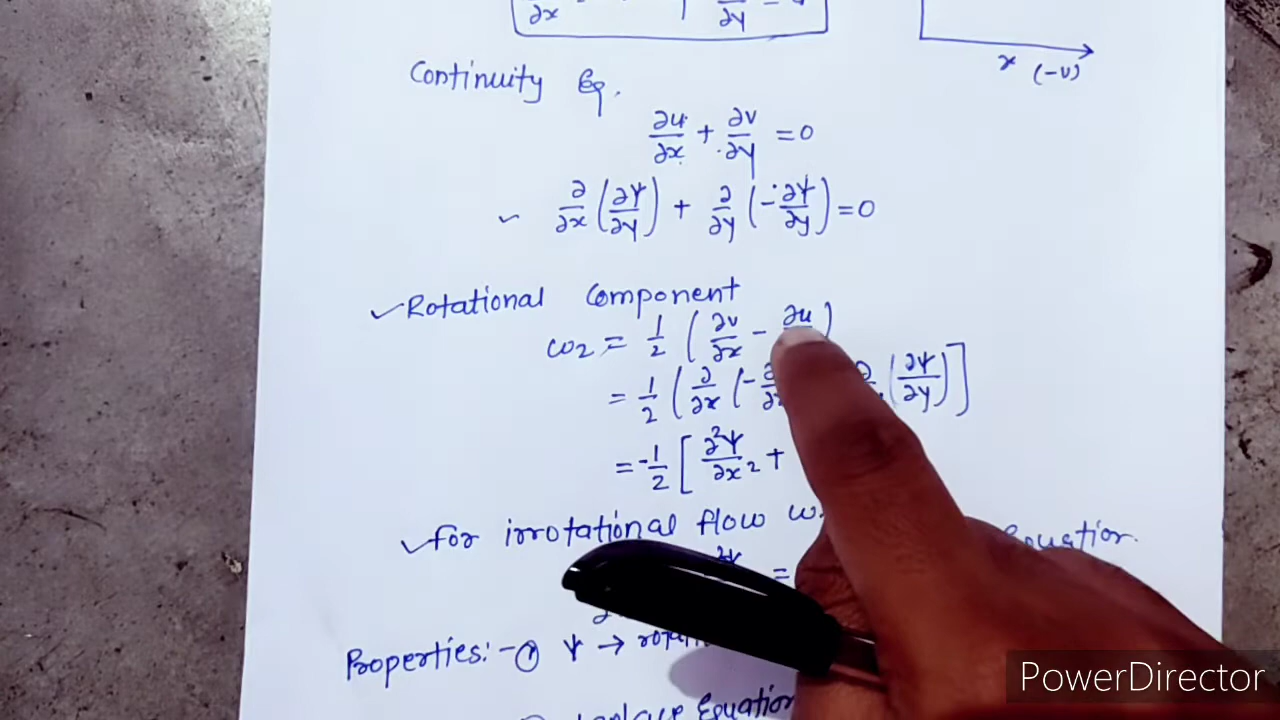 ∂x ∂y
x (-v)
Continuity Eq.
∂u/∂x + ∂v/∂y = 0
∂/∂x (∂ψ/∂y) + ∂/∂y (-∂ψ/∂y) = 0
Rotational Component
ωz = 1/2 (∂v/∂x - ∂u )
= 1/2 (∂/∂x (- (∂ψ/∂y)]
= -1/2 [∂²ψ/∂x² +
for irrotational flow ω Equation.
=
Properties:- ① ψ →
Laplace Equation
PowerDirector